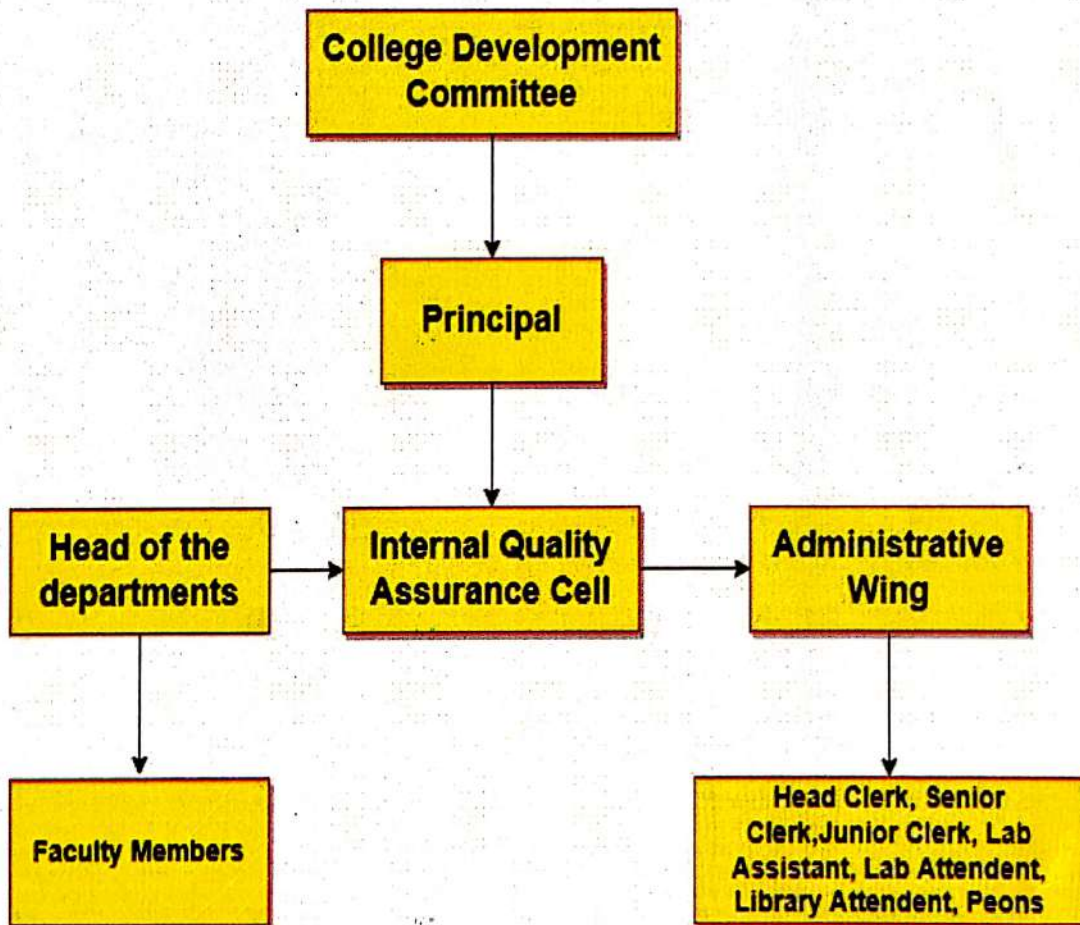 College Development
Committee
Principal
Head of the
departments
Internal Quality
Assurance Cell
Administrative
Wing
Faculty Members
Head Clerk, Senior
Clerk,Junior Clerk, Lab
Assistant, Lab Attendent,
Library Attendent, Peons